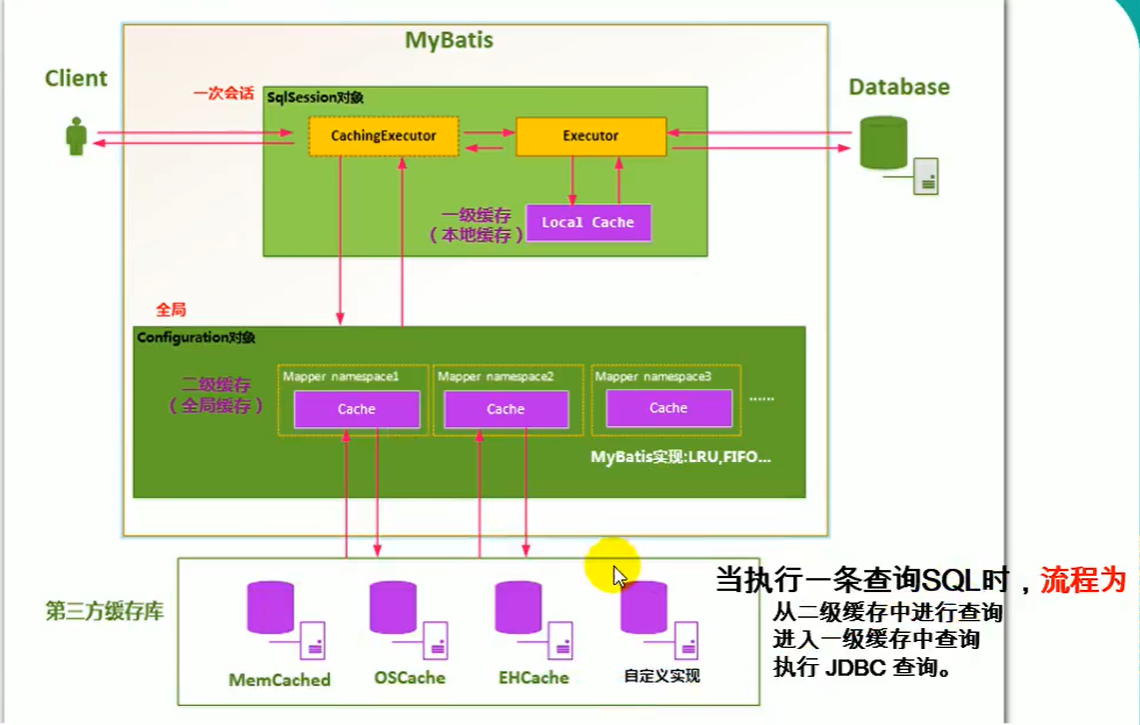 MyBatis
Client
一次会话
SqlSession对象
Database
CachingExecutor
Executor
一级缓存
（本地缓存）
Local Cache
全局
Configuration对象
二级缓存
（全局缓存）
Mapper namespace1
Mapper namespace2
Mapper namespace3
Cache
Cache
Cache
......
MyBatis实现:LRU,FIFO...
第三方缓存库
MemCached
OSCache
EHCache
自定义实现
当执行一条查询SQL时，流程为
从二级缓存中进行查询
进入一级缓存中查询
执行 JDBC 查询。